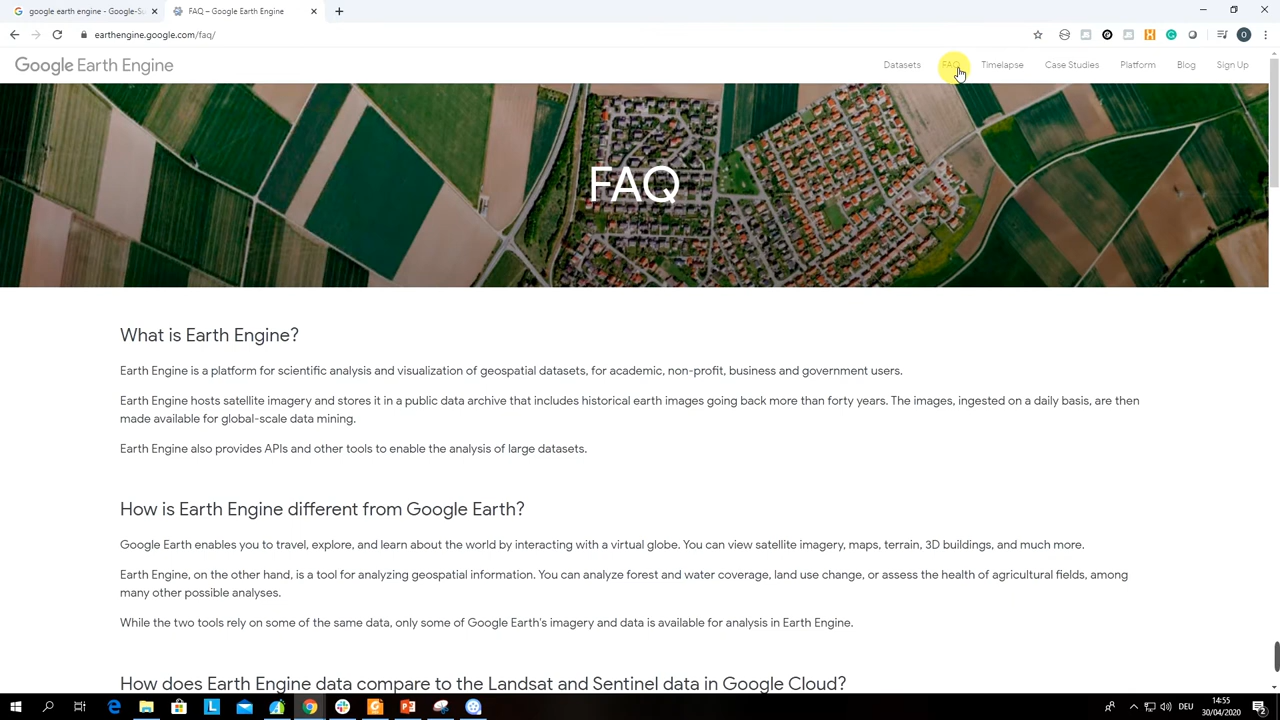 google earth engine - Google-Su
FAQ – Google Earth Engine
earthengine.google.com/faq/
Google Earth Engine
Datasets FAQ Timelapse Case Studies Platform Blog Sign Up
FAQ
What is Earth Engine?
Earth Engine is a platform for scientific analysis and visualization of geospatial datasets, for academic, non-profit, business and government users.
Earth Engine hosts satellite imagery and stores it in a public data archive that includes historical earth images going back more than forty years. The images, ingested on a daily basis, are then
made available for global-scale data mining.
Earth Engine also provides APIs and other tools to enable the analysis of large datasets.
How is Earth Engine different from Google Earth?
Google Earth enables you to travel, explore, and learn about the world by interacting with a virtual globe. You can view satellite imagery, maps, terrain, 3D buildings, and much more.
Earth Engine, on the other hand, is a tool for analyzing geospatial information. You can analyze forest and water coverage, land use change, or assess the health of agricultural fields, among
many other possible analyses.
While the two tools rely on some of the same data, only some of Google Earth's imagery and data is available for analysis in Earth Engine.
How does Earth Engine data compare to the Landsat and Sentinel data in Google Cloud?
DEU
14:55
30/04/2020